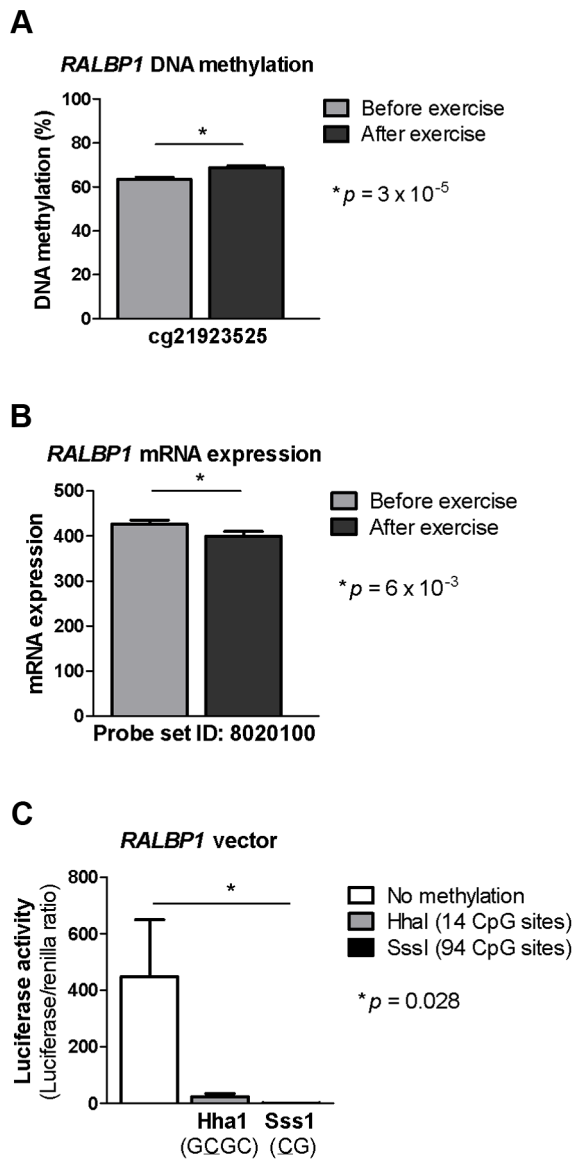 A
RALBP1 DNA methylation
DNA methylation (%)
100
80
60
40
20
0
*
Before exercise
After exercise
* p = 3 x 10⁻⁵
cg21923525
B
RALBP1 mRNA expression
mRNA expression
500
400
300
200
100
0
*
Before exercise
After exercise
* p = 6 x 10⁻³
Probe set ID: 8020100
C
RALBP1 vector
Luciferase activity
(Luciferase/renilla ratio)
800
600
400
200
0
*
No methylation
HhaI (14 CpG sites)
SssI (94 CpG sites)
* p = 0.028
Hha1 Sss1
(GCGC) (CG)